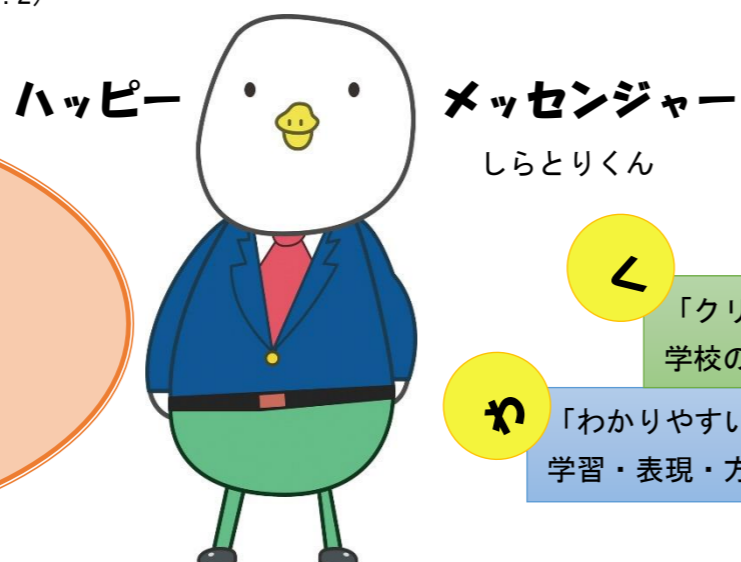 ハッピー
メッセンジャー
しらとりくん
く
「クリ
学校の
わ
「わかりやすい
学習・表現・方